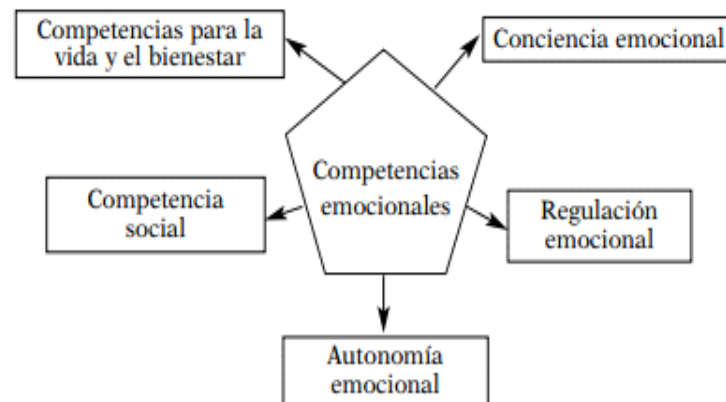 Competencias para la
vida y el bienestar
Conciencia emocional
Competencias
emocionales
Competencia
social
Regulación
emocional
Autonomía
emocional